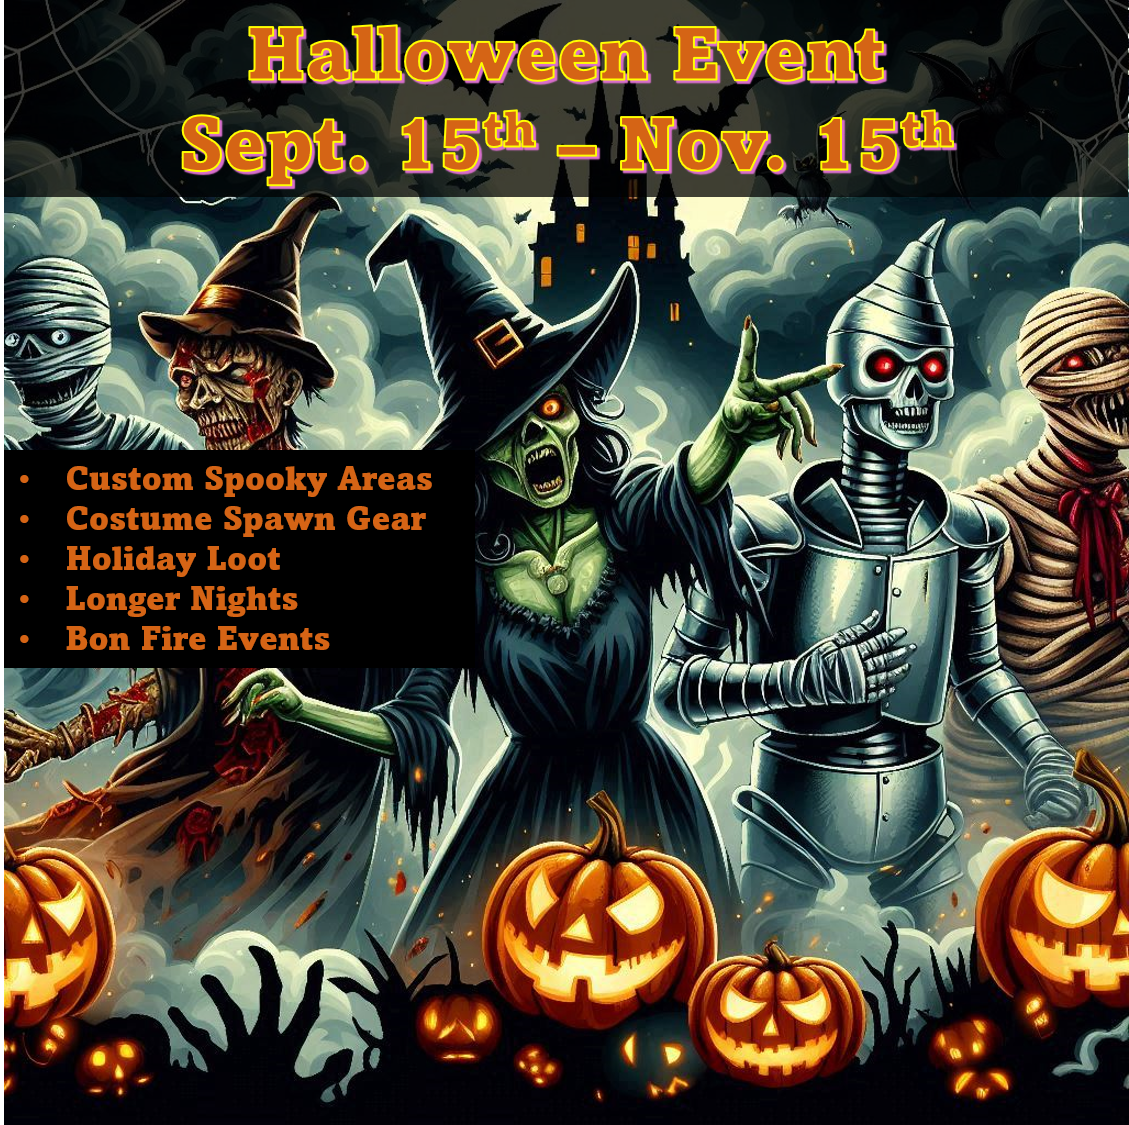 Halloween Event
Sept. 15th – Nov. 15th
• Custom Spooky Areas
• Costume Spawn Gear
• Holiday Loot
• Longer Nights
• Bon Fire Events